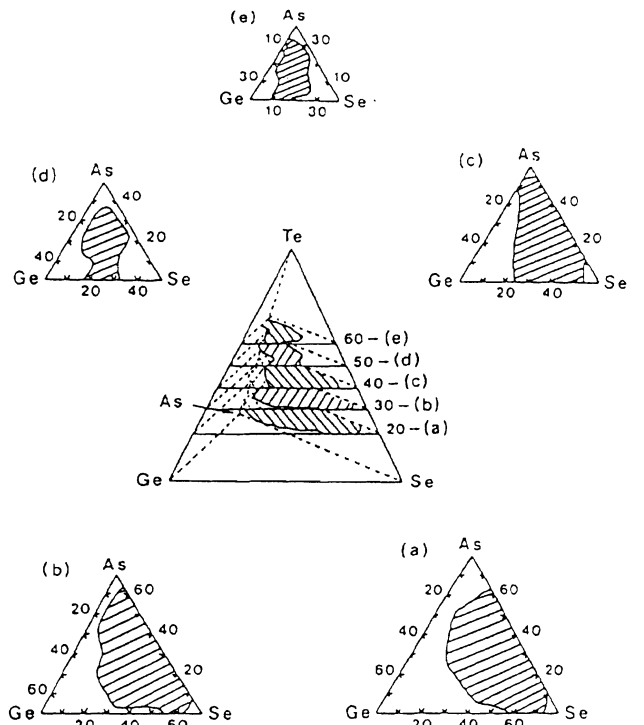 (e) As
10 30
30 10
Ge Se
10 30
(d) As
20 40
40 20
Ge Se
20 40
(c) As
20 40
40 20
Ge Se
20 40
Te
60-(e)
50-(d)
40-(c)
30-(b)
20-(a)
As
Ge Se
(b) As
20 60
40 40
60 20
Ge Se
20 40 60
(a) As
20 60
40 40
60 20
Ge Se
20 40 60